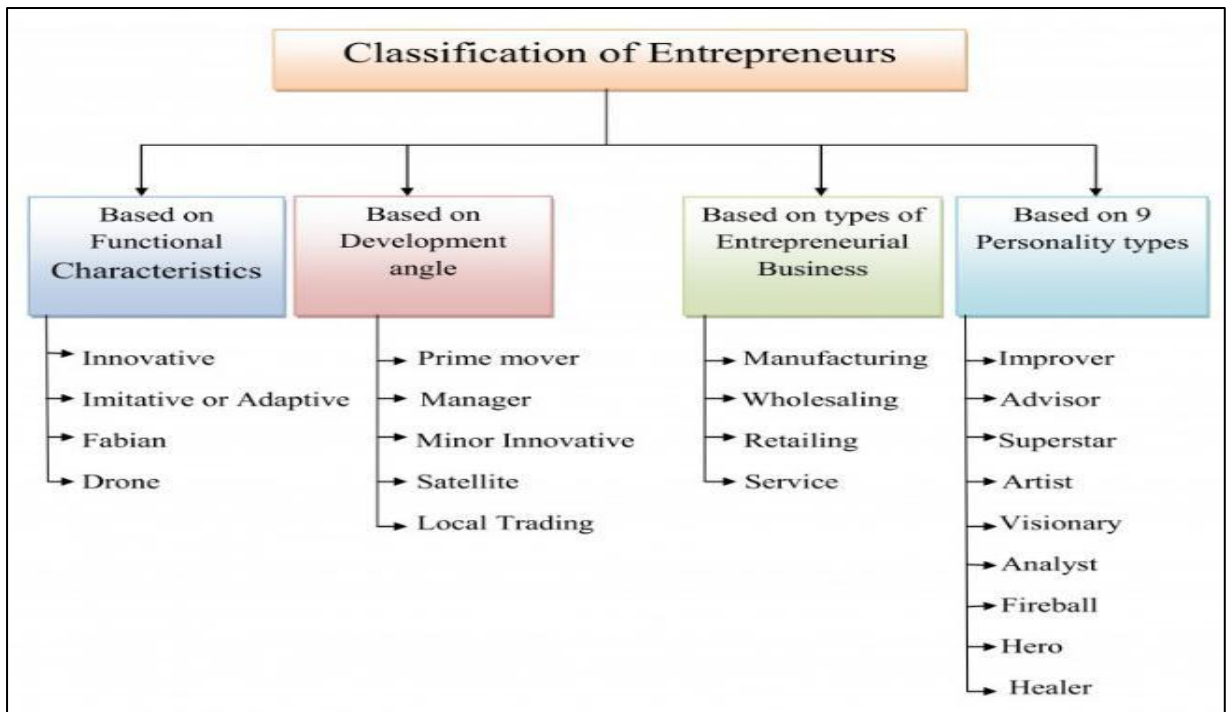 Classification of Entrepreneurs
Based on
Functional
Characteristics
Innovative
Imitative or Adaptive
Fabian
Drone
Based on
Development
angle
Prime mover
Manager
Minor Innovative
Satellite
Local Trading
Based on types of
Entrepreneurial
Business
Manufacturing
Wholesaling
Retailing
Service
Based on 9
Personality types
Improver
Advisor
Superstar
Artist
Visionary
Analyst
Fireball
Hero
Healer